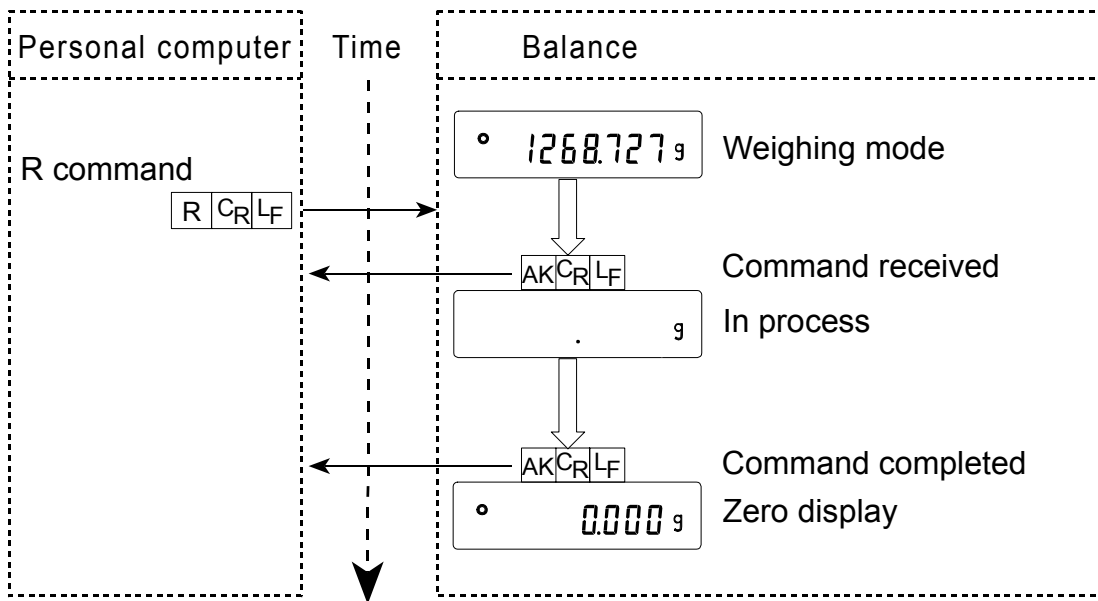 Personal computer Time Balance
1268.727 g Weighing mode
R command
R CR LF
AK CR LF Command received
. g In process
AK CR LF Command completed
0.000 g Zero display